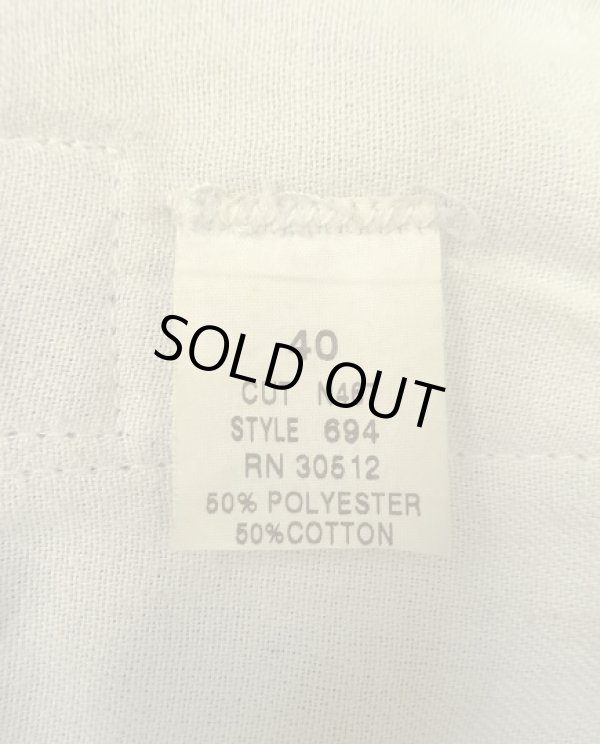 40
SOLD OUT
CUT
STYLE 694
RN 30512
50% POLYESTER
50%COTTON